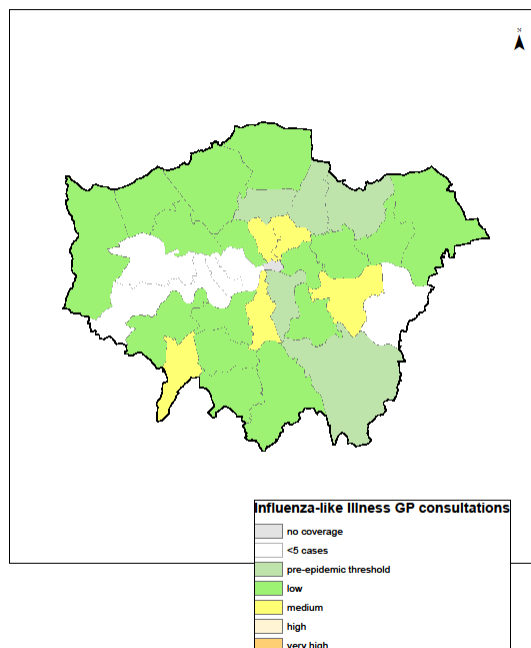 N
Influenza-like Illness GP consultations
no coverage
<5 cases
pre-epidemic threshold
low
medium
high
very high